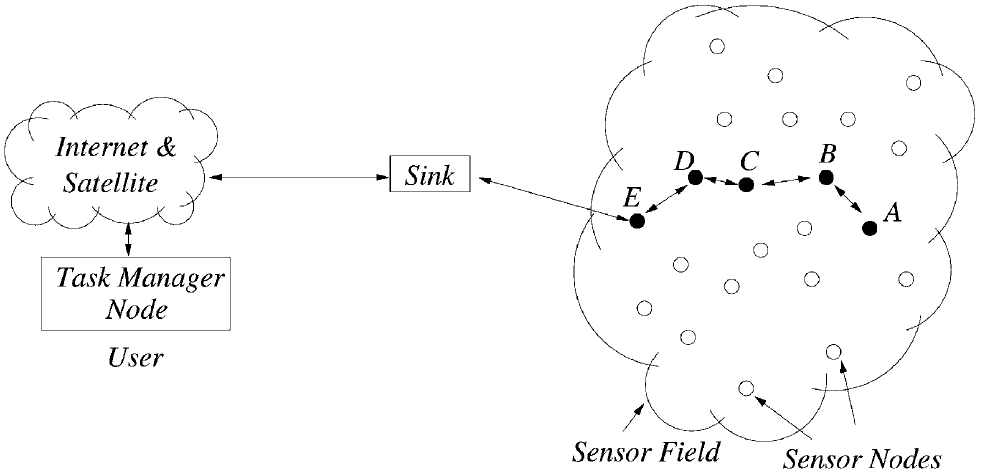 Internet &
Satellite
Sink
Task Manager
Node
User
D
C
B
E
A
Sensor Field
Sensor Nodes